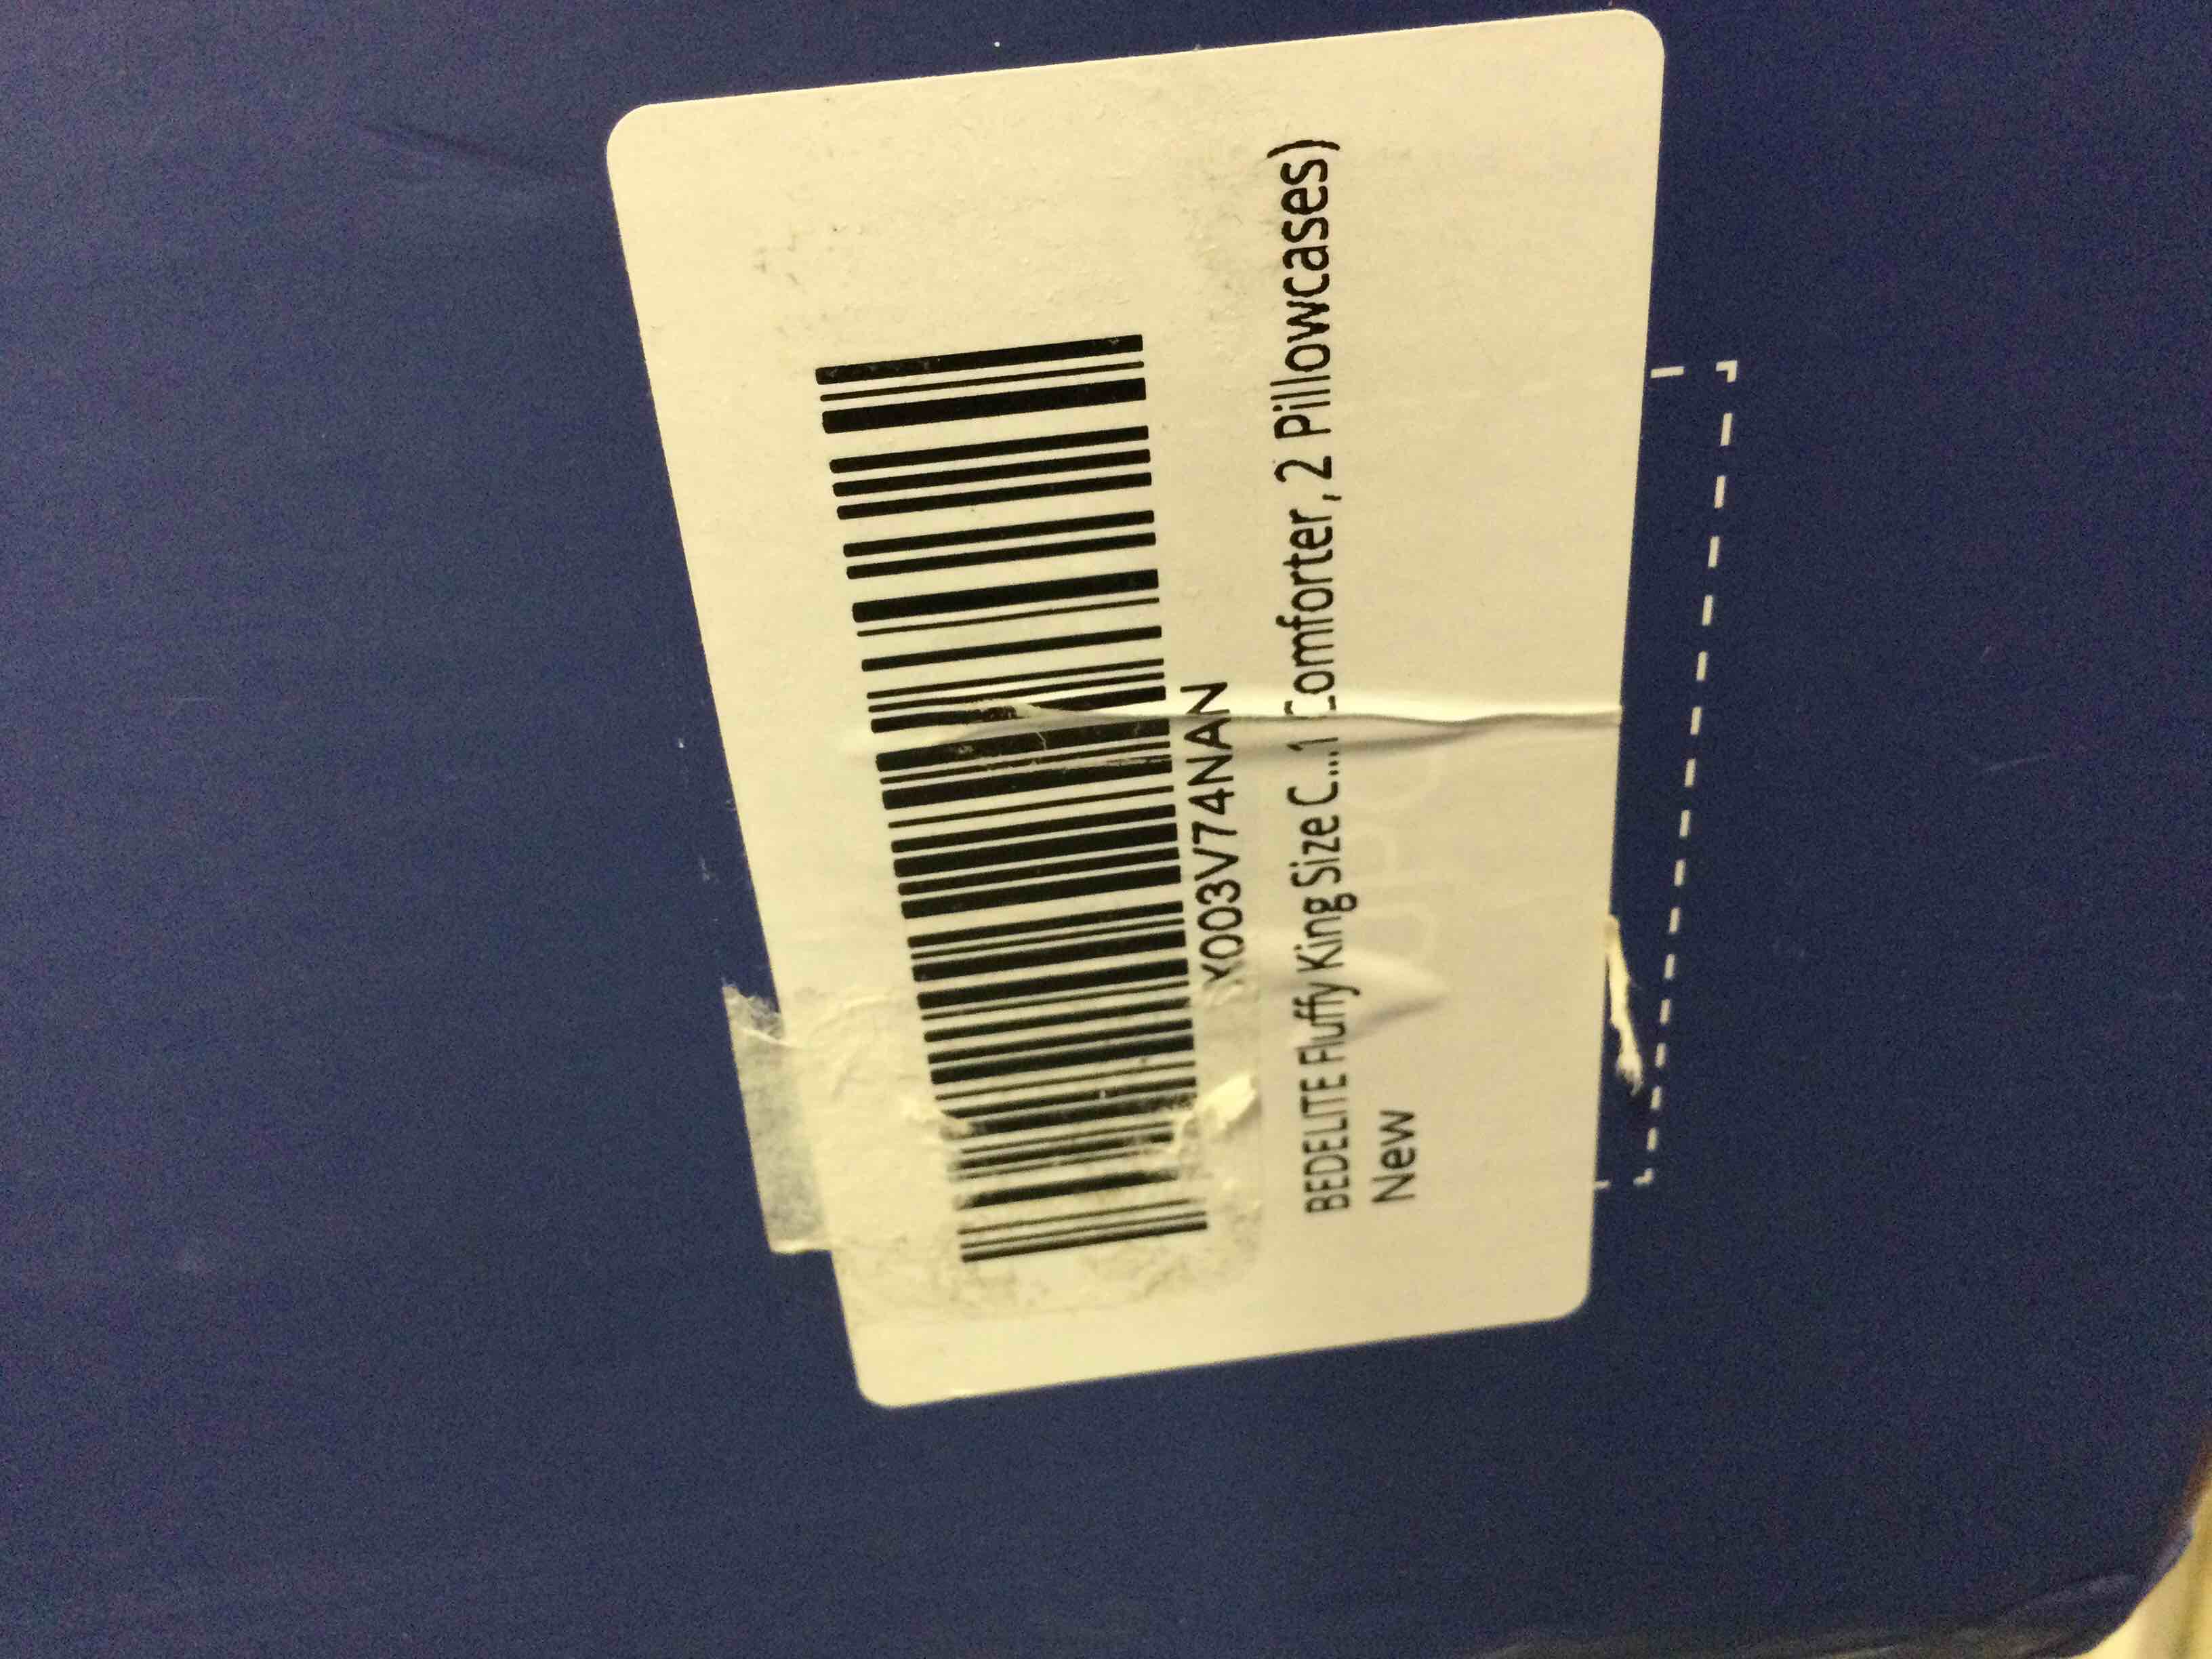 X003V74NAN
BEDELITE Fluffy King Size C...1 Comforter, 2 Pillowcases)
New